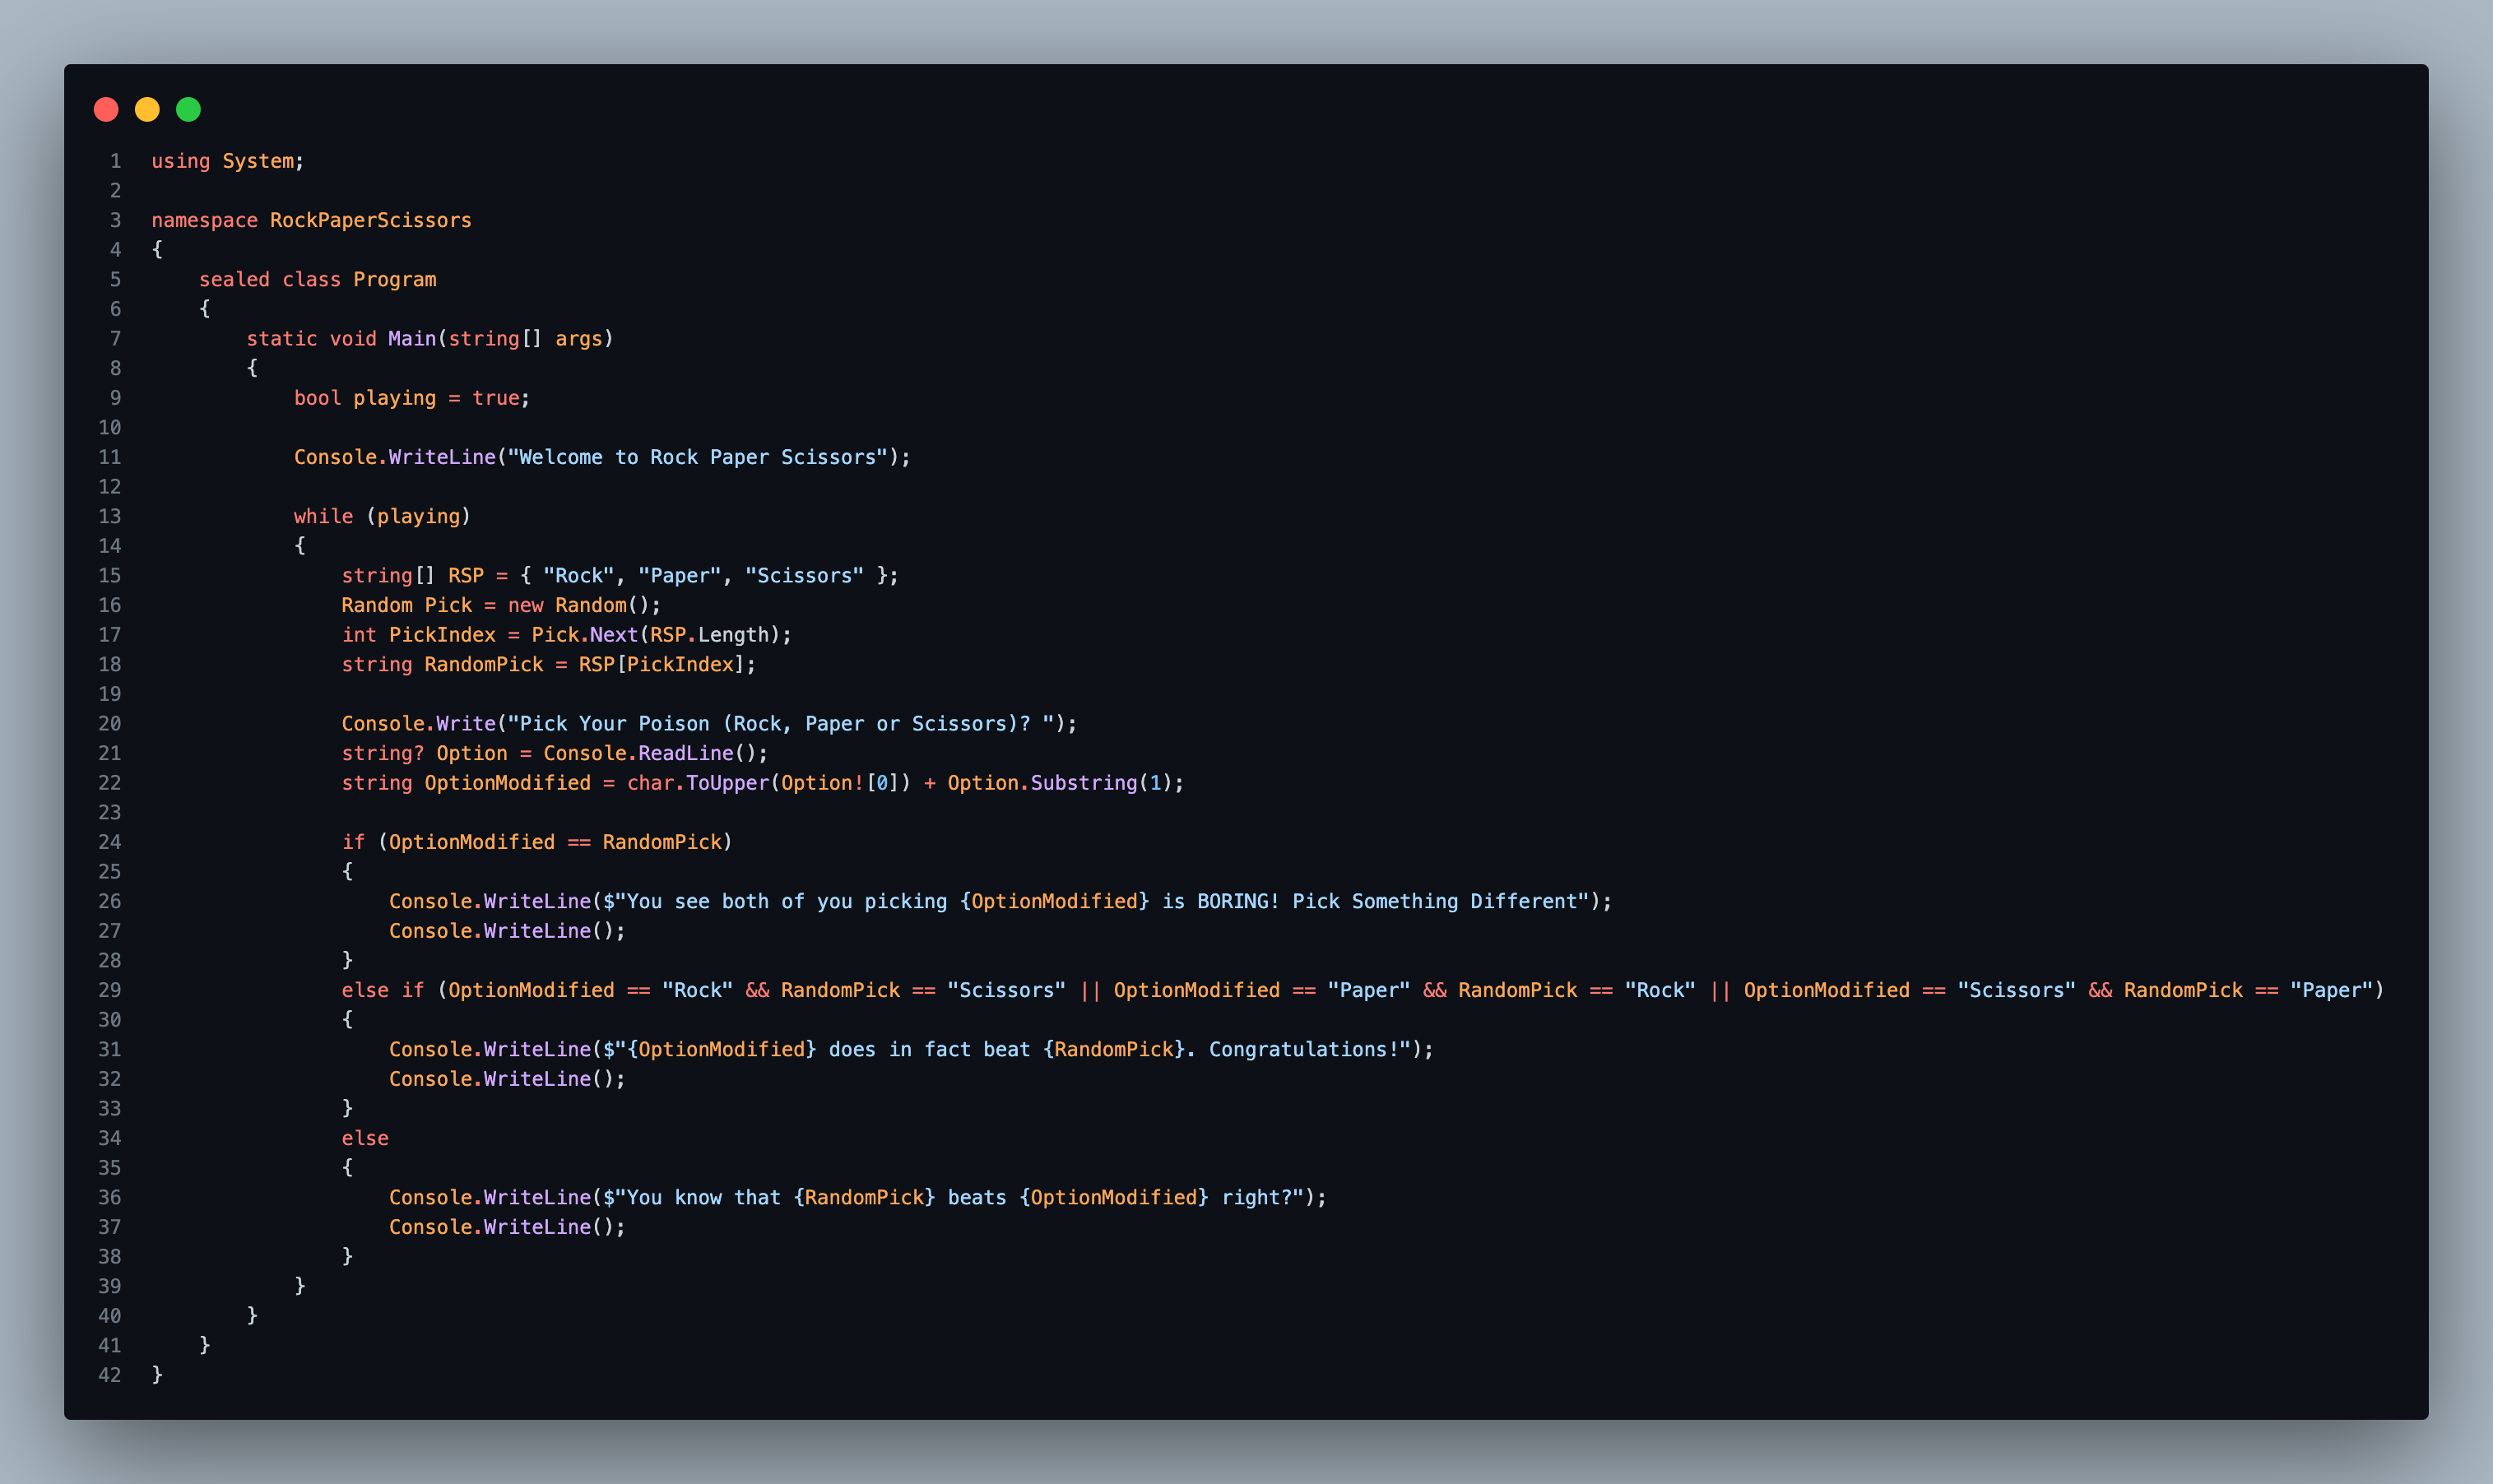 1 using System;
2
3 namespace RockPaperScissors
4 {
5     sealed class Program
6     {
7         static void Main(string[] args)
8         {
9             bool playing = true;
10
11             Console.WriteLine("Welcome to Rock Paper Scissors");
12
13             while (playing)
14             {
15                 string[] RSP = { "Rock", "Paper", "Scissors" };
16                 Random Pick = new Random();
17                 int PickIndex = Pick.Next(RSP.Length);
18                 string RandomPick = RSP[PickIndex];
19
20                 Console.Write("Pick Your Poison (Rock, Paper or Scissors)? ");
21                 string? Option = Console.ReadLine();
22                 string OptionModified = char.ToUpper(Option![0]) + Option.Substring(1);
23
24                 if (OptionModified == RandomPick)
25                 {
26                     Console.WriteLine($"You see both of you picking {OptionModified} is BORING! Pick Something Different");
27                     Console.WriteLine();
28                 }
29                 else if (OptionModified == "Rock" && RandomPick == "Scissors" || OptionModified == "Paper" && RandomPick == "Rock" || OptionModified == "Scissors" && RandomPick == "Paper")
30                 {
31                     Console.WriteLine($"{OptionModified} does in fact beat {RandomPick}. Congratulations!");
32                     Console.WriteLine();
33                 }
34                 else
35                 {
36                     Console.WriteLine($"You know that {RandomPick} beats {OptionModified} right?");
37                     Console.WriteLine();
38                 }
39             }
40         }
41     }
42 }